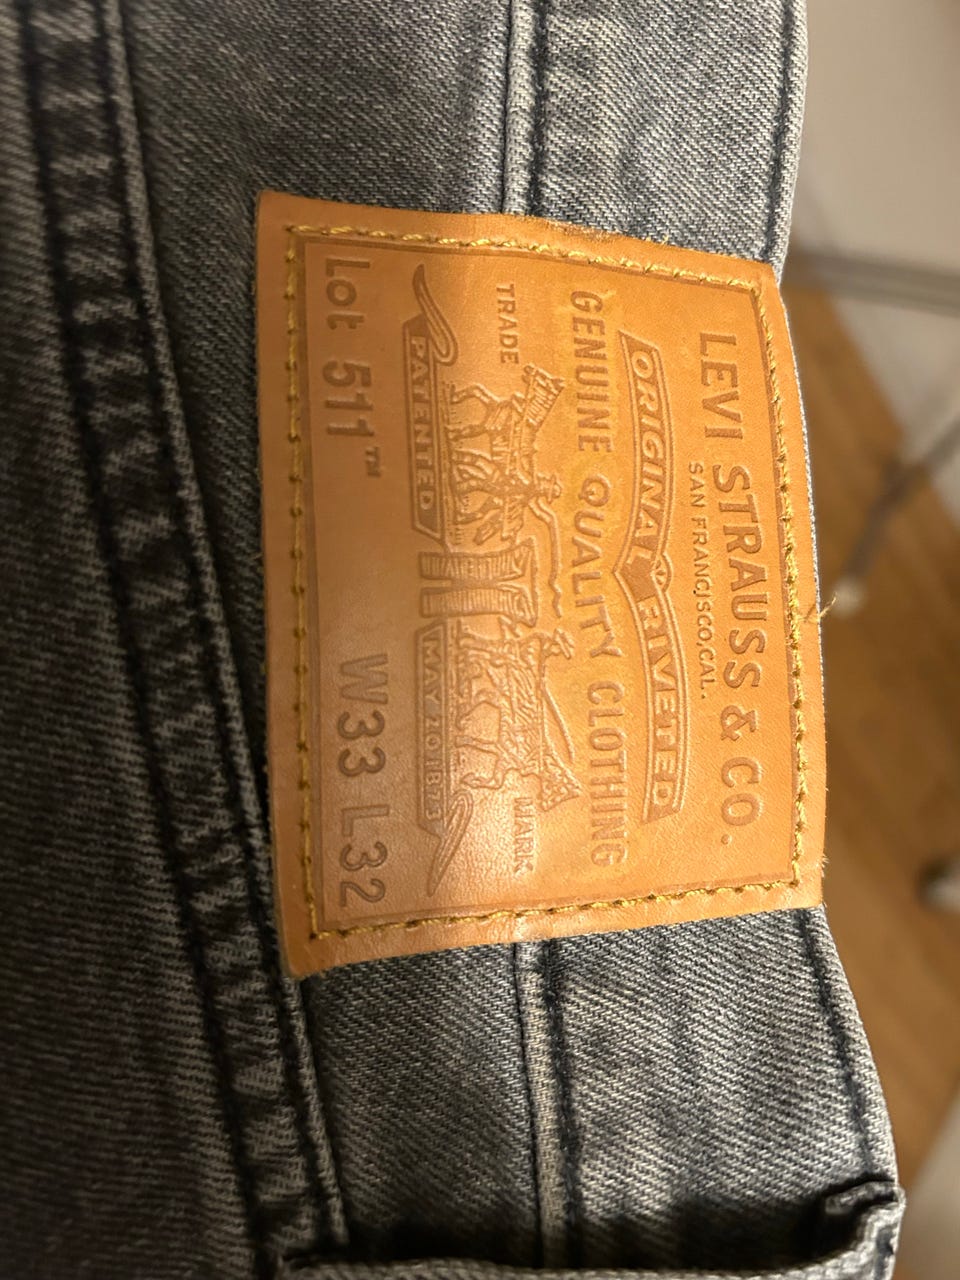 LEVI STRAUSS & CO.
SAN FRANCISCO, CAL.
ORIGINAL RIVETED
GENUINE QUALITY CLOTHING
TRADE MARK
PATENTED MAY 20 1873
Lot 511™ W33 L32